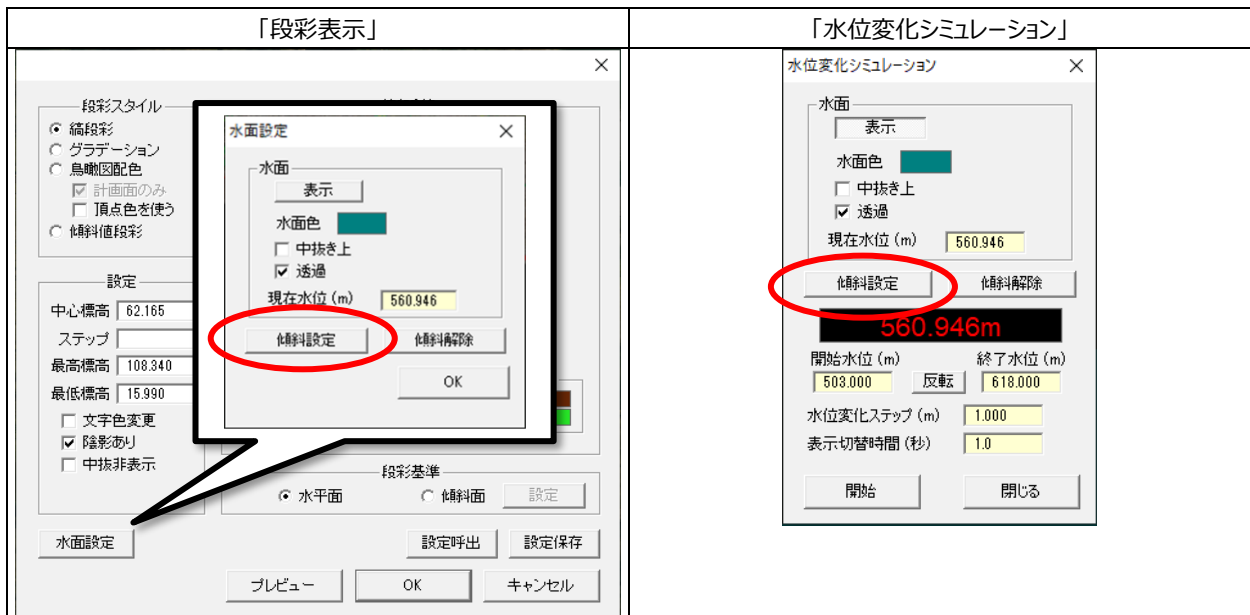 「段彩表示」
段彩スタイル
縞段彩
グラデーション
鳥瞰図配色
計画面のみ
頂点色を使う
傾斜値段彩
設定
中心標高 62.165
ステップ
最高標高 108.340
最低標高 15.990
文字色変更
陰影あり
中抜非表示
水面設定
水面
表示
水面色
中抜き上
透過
現在水位 (m) 560.946
傾斜設定 傾斜解除
OK
段彩基準
水平面 傾斜面 設定
水面設定 設定呼出 設定保存
プレビュー OK キャンセル
「水位変化シミュレーション」
水位変化シミュレーション
水面
表示
水面色
中抜き上
透過
現在水位 (m) 560.946
傾斜設定 傾斜解除
560.946m
開始水位 (m) 終了水位 (m)
503.000 反転 618.000
水位変化ステップ (m) 1.000
表示切替時間 (秒) 1.0
開始 閉じる